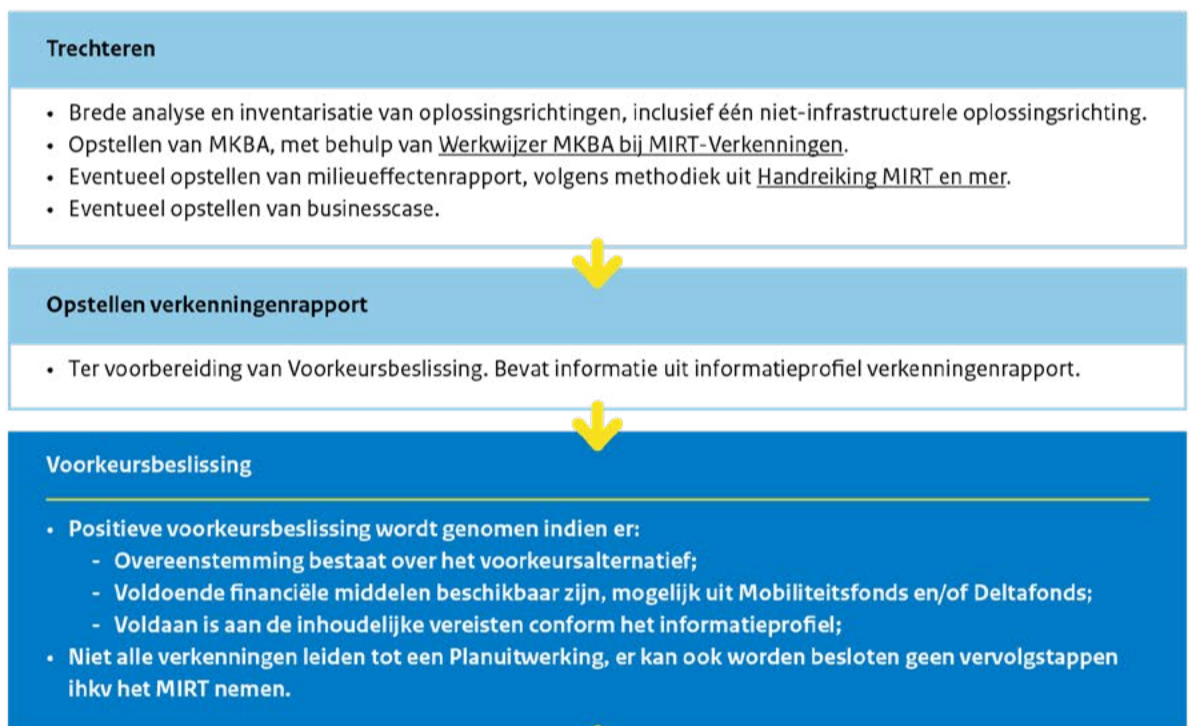 Trechteren
• Brede analyse en inventarisatie van oplossingsrichtingen, inclusief één niet-infrastructurele oplossingsrichting.
• Opstellen van MKBA, met behulp van Werkwijzer MKBA bij MIRT-Verkenningen.
• Eventueel opstellen van milieueffectenrapport, volgens methodiek uit Handreiking MIRT en mer.
• Eventueel opstellen van businesscase.
Opstellen verkenningenrapport
• Ter voorbereiding van Voorkeursbeslissing. Bevat informatie uit informatieprofiel verkenningenrapport.
Voorkeursbeslissing
• Positieve voorkeursbeslissing wordt genomen indien er:
- Overeenstemming bestaat over het voorkeursalternatief;
- Voldoende financiële middelen beschikbaar zijn, mogelijk uit Mobiliteitsfonds en/of Deltafonds;
- Voldaan is aan de inhoudelijke vereisten conform het informatieprofiel;
• Niet alle verkenningen leiden tot een Planuitwerking, er kan ook worden besloten geen vervolgstappen
ihkv het MIRT nemen.